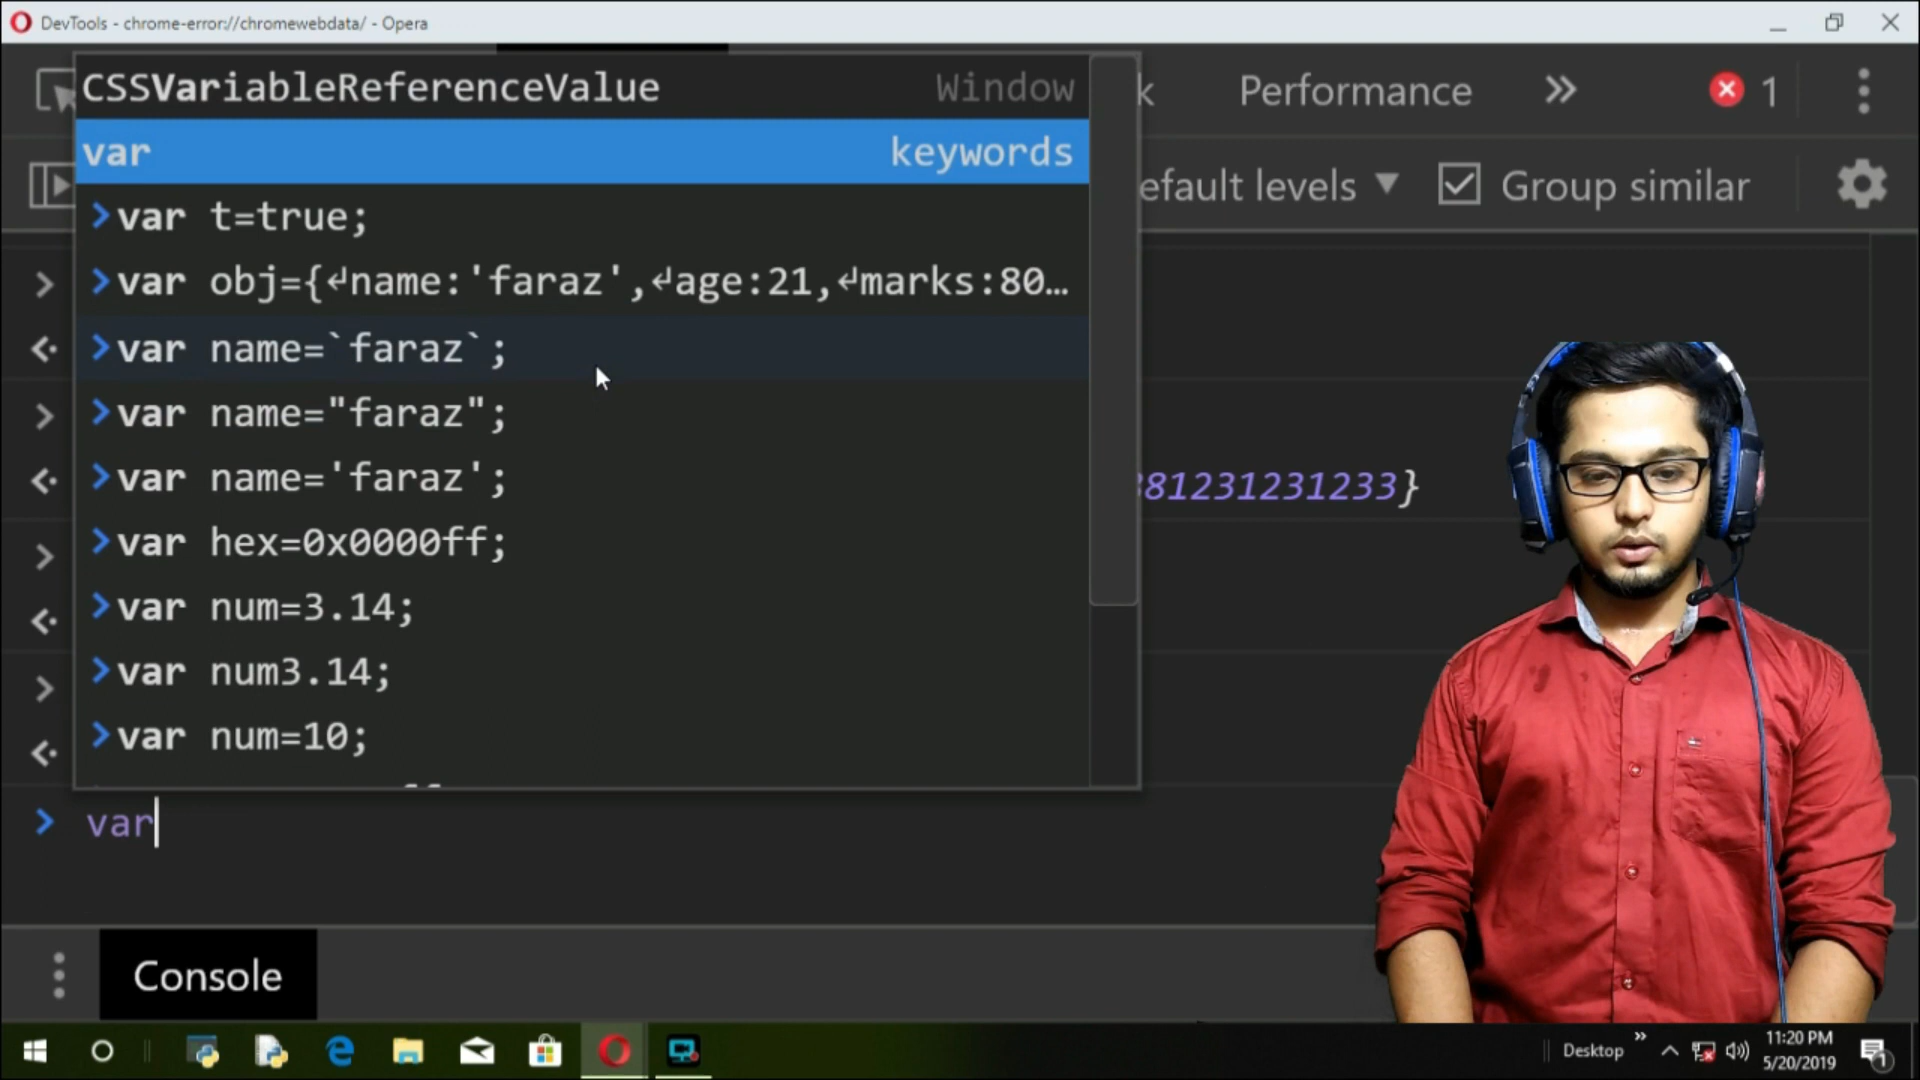 DevTools - chrome-error://chromewebdata/ - Opera
CSSVariableReferenceValue Window
k Performance » 1
var keywords
efault levels ▼ Group similar
>var t=true;
>var obj={↵name:'faraz',↵age:21,↵marks:80…
>var name=`faraz`;
>var name="faraz";
>var name='faraz';
81231231233}
>var hex=0x0000ff;
>var num=3.14;
>var num3.14;
>var num=10;
> var
Console
Desktop »
11:20 PM
5/20/2019
1